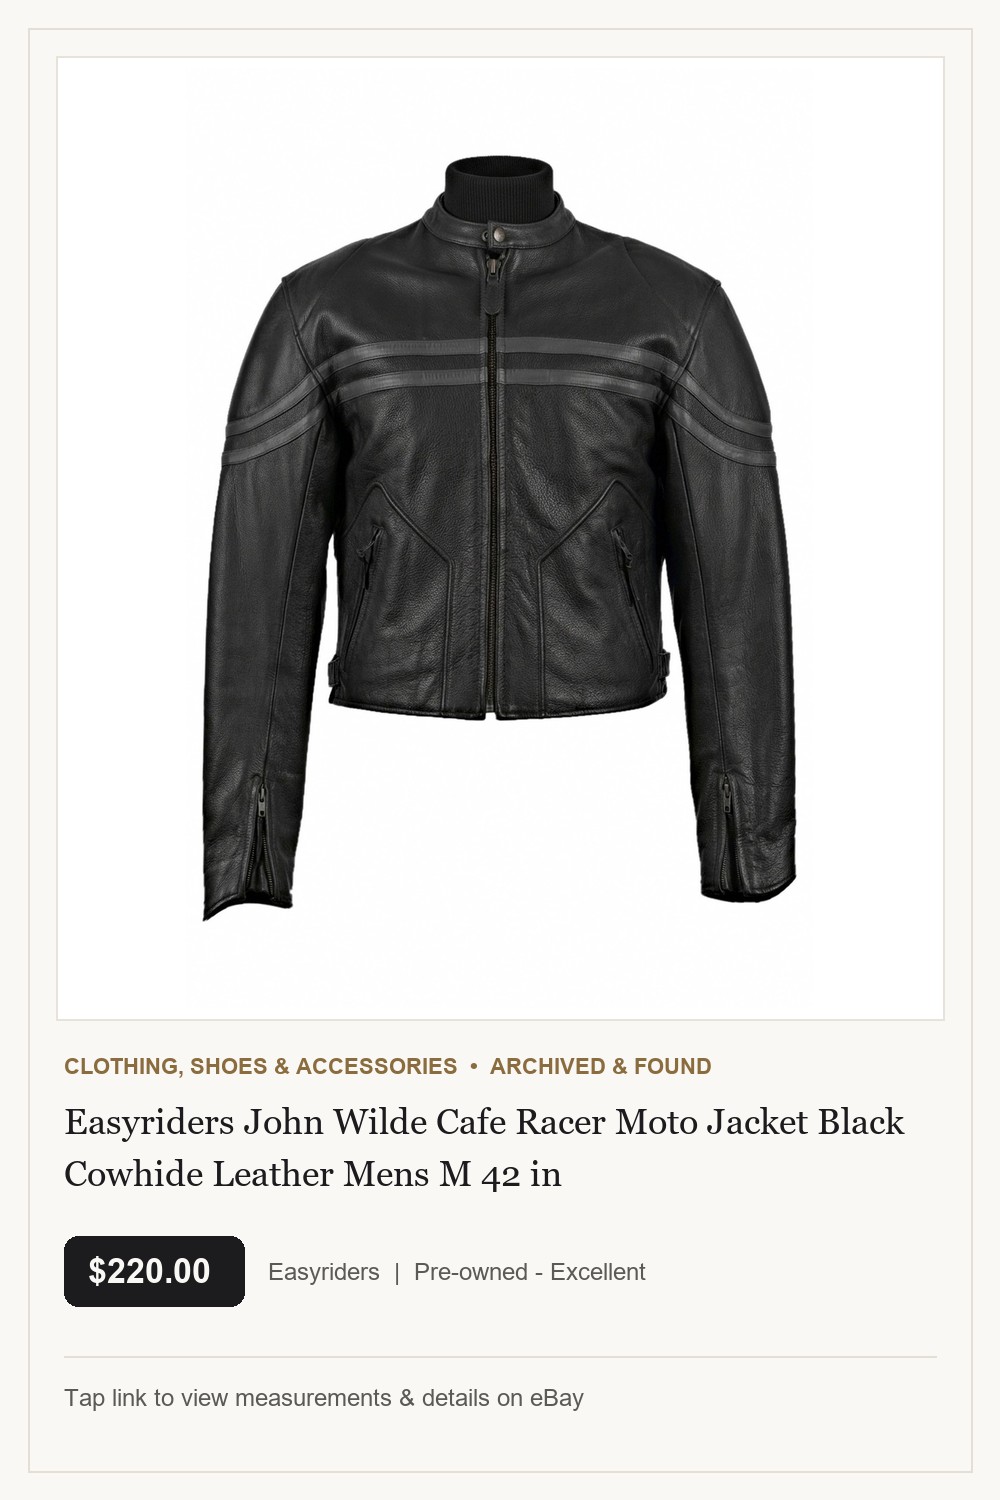 CLOTHING, SHOES & ACCESSORIES • ARCHIVED & FOUND
Easyriders John Wilde Cafe Racer Moto Jacket Black
Cowhide Leather Mens M 42 in
$220.00
Easyriders | Pre-owned - Excellent
Tap link to view measurements & details on eBay